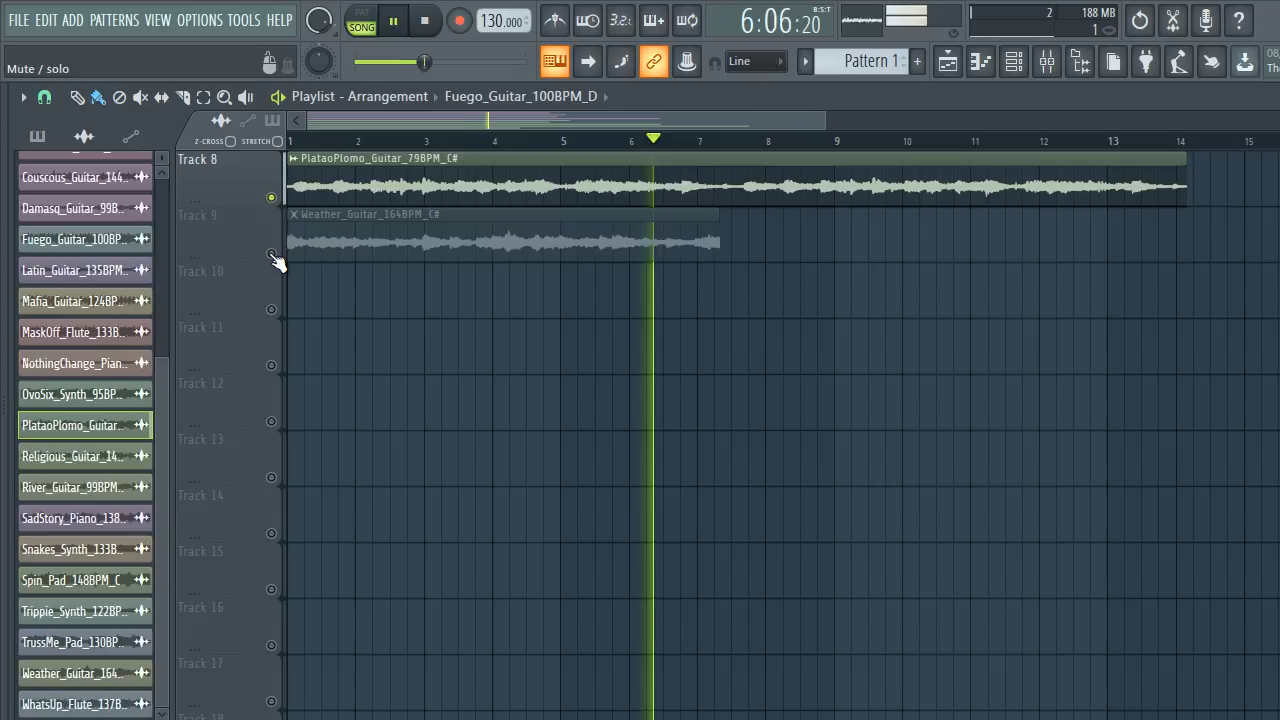 FILE EDIT ADD PATTERNS VIEW OPTIONS TOOLS HELP
PAT
SONG
130.000
3.2
6:06:20
B:S:T
2
188 MB
1
Mute / solo
Line
Pattern 1
08
Th
Playlist - Arrangement
Fuego_Guitar_100BPM_D
Z-CROSS
STRETCH
1 2 3 4 5 6 7 8 9 10 11 12 13 14 15
Couscous_Guitar_144..
Damasq_Guitar_99B..
Fuego_Guitar_100BP..
Latin_Guitar_135BPM..
Mafia_Guitar_124BP..
MaskOff_Flute_133B..
NothingChange_Pian..
OvoSix_Synth_95BP..
PlataoPlomo_Guitar..
Religious_Guitar_14..
River_Guitar_99BPM..
SadStory_Piano_138..
Snakes_Synth_133B..
Spin_Pad_148BPM_C
Trippie_Synth_122BP..
TrussMe_Pad_130BP..
Weather_Guitar_164..
WhatsUp_Flute_137B..
Track 8
PlataoPlomo_Guitar_79BPM_C#
Track 9
Weather_Guitar_164BPM_C#
Track 10
Track 11
Track 12
Track 13
Track 14
Track 15
Track 16
Track 17